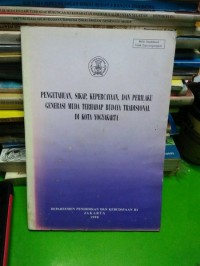 PENGETAHUAN, SIKAP, KEPERCAYAAN, DAN PERILAKU
GENERASI MUDA TERHADAP BUDAYA TRADISIONAL
DI KOTA YOGYAKARTA
DEPARTEMEN PENDIDIKAN DAN KEBUDAYAAN RI
JAKARTA